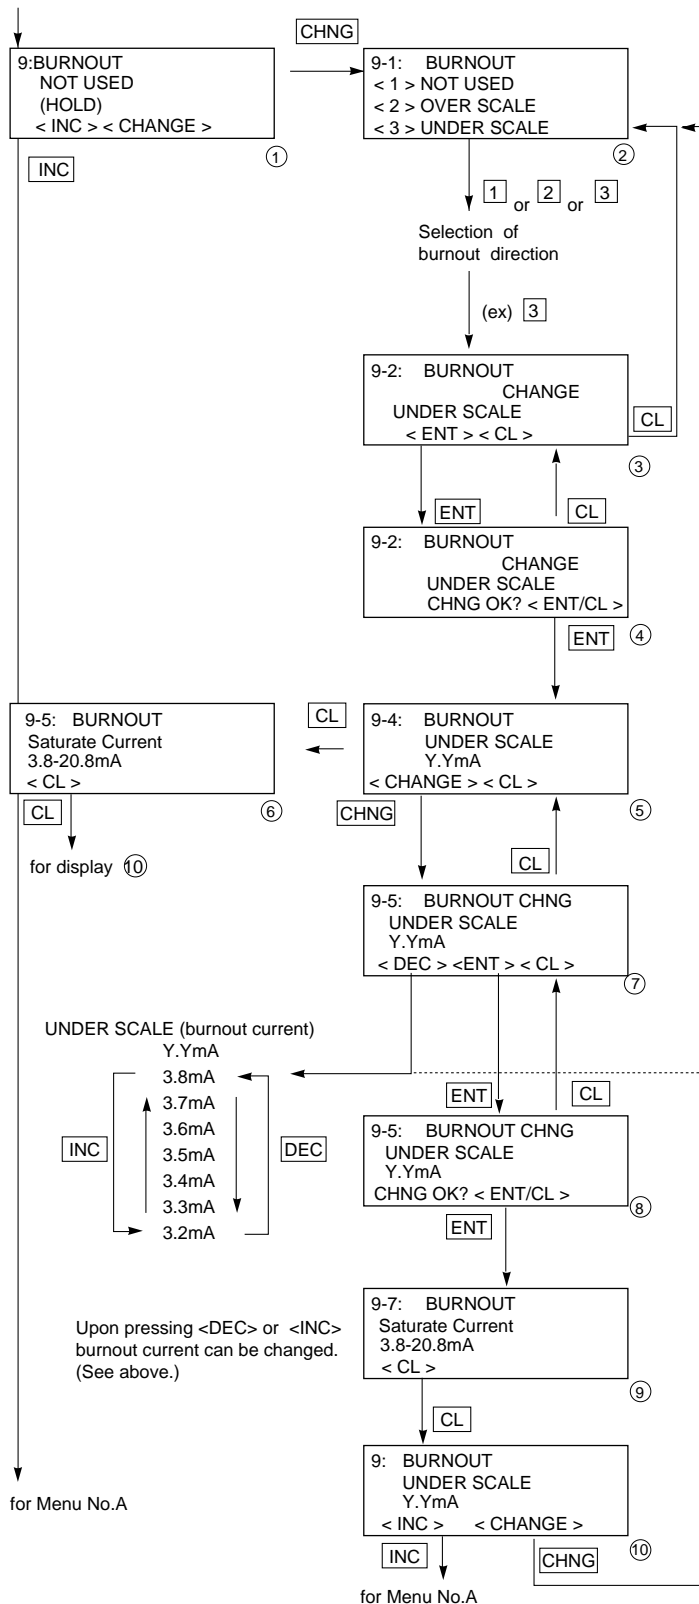 CHNG
9:BURNOUT
NOT USED
(HOLD)
< INC > < CHANGE >
①
INC
9-1: BURNOUT
< 1 > NOT USED
< 2 > OVER SCALE
< 3 > UNDER SCALE
②
1 or 2 or 3
Selection of
burnout direction
(ex) 3
9-2: BURNOUT
CHANGE
UNDER SCALE
< ENT > < CL >
③
CL
ENT
CL
9-2: BURNOUT
CHANGE
UNDER SCALE
CHNG OK? < ENT/CL >
④
ENT
9-4: BURNOUT
UNDER SCALE
Y.YmA
< CHANGE > < CL >
⑤
CL
9-5: BURNOUT
Saturate Current
3.8-20.8mA
< CL >
⑥
CL
for display ⑩
CHNG
CL
9-5: BURNOUT CHNG
UNDER SCALE
Y.YmA
< DEC > <ENT > < CL >
⑦
UNDER SCALE (burnout current)
Y.YmA
3.8mA
3.7mA
3.6mA
3.5mA
3.4mA
3.3mA
3.2mA
INC
DEC
ENT
CL
9-5: BURNOUT CHNG
UNDER SCALE
Y.YmA
CHNG OK? < ENT/CL >
⑧
ENT
Upon pressing <DEC> or <INC>
burnout current can be changed.
(See above.)
9-7: BURNOUT
Saturate Current
3.8-20.8mA
< CL >
⑨
CL
9: BURNOUT
UNDER SCALE
Y.YmA
< INC > < CHANGE >
⑩
INC
CHNG
for Menu No.A
for Menu No.A